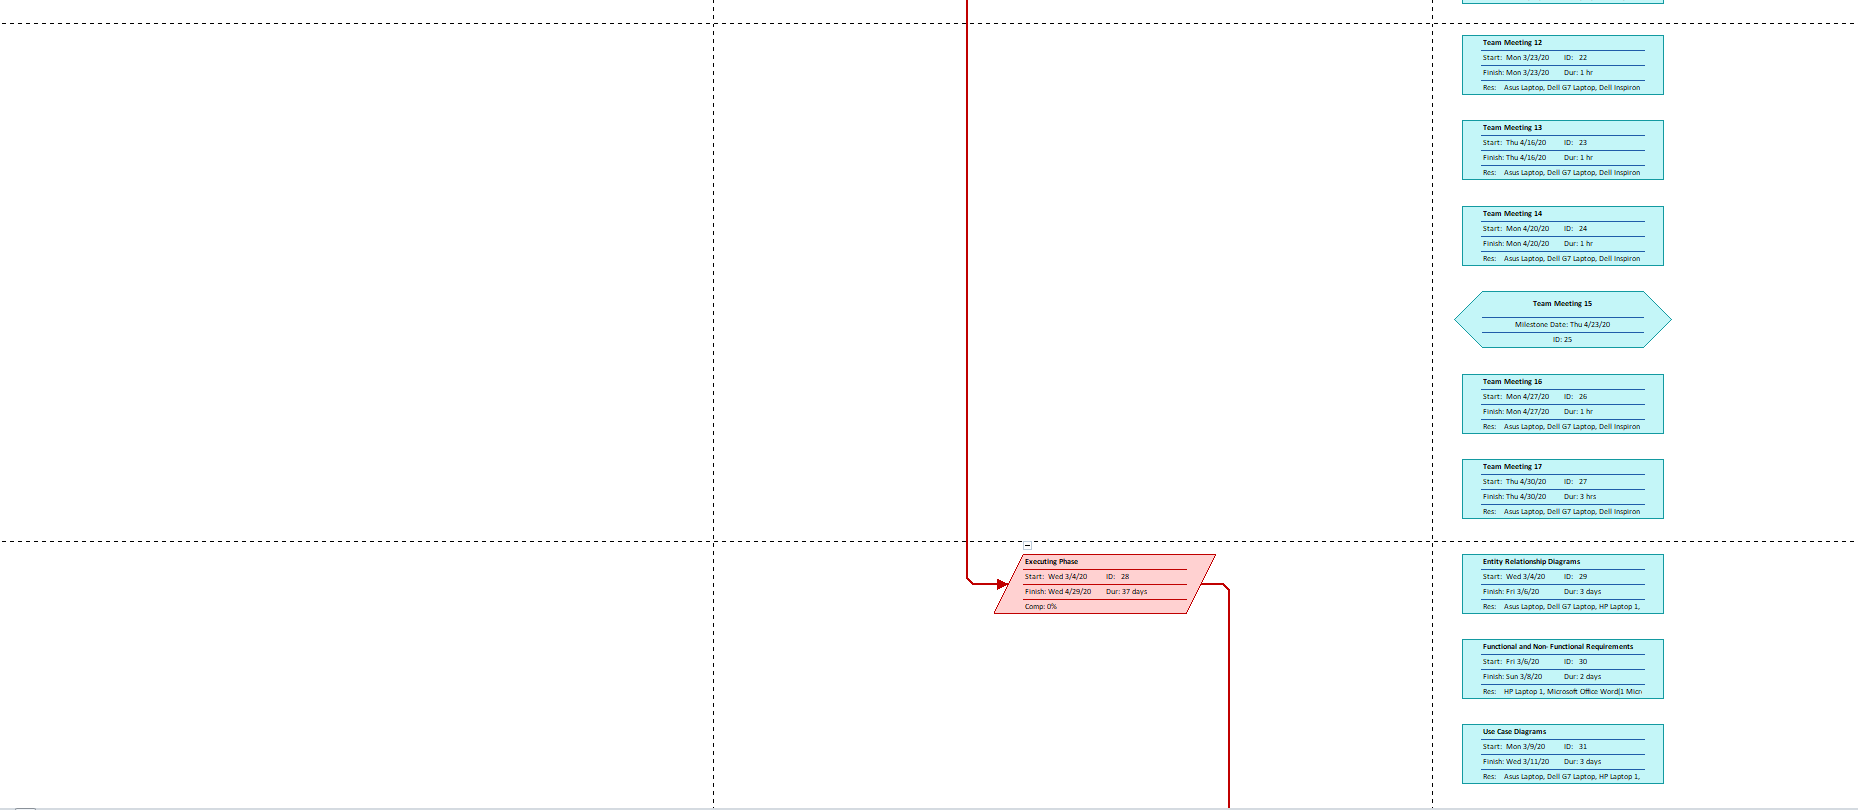 Team Meeting 12
Start: Mon 3/23/20 ID: 22
Finish: Mon 3/23/20 Dur: 1 hr
Res: Asus Laptop, Dell G7 Laptop, Dell Inspiron
Team Meeting 13
Start: Thu 4/16/20 ID: 23
Finish: Thu 4/16/20 Dur: 1 hr
Res: Asus Laptop, Dell G7 Laptop, Dell Inspiron
Team Meeting 14
Start: Mon 4/20/20 ID: 24
Finish: Mon 4/20/20 Dur: 1 hr
Res: Asus Laptop, Dell G7 Laptop, Dell Inspiron
Team Meeting 15
Milestone Date: Thu 4/23/20
ID: 25
Team Meeting 16
Start: Mon 4/27/20 ID: 26
Finish: Mon 4/27/20 Dur: 1 hr
Res: Asus Laptop, Dell G7 Laptop, Dell Inspiron
Team Meeting 17
Start: Thu 4/30/20 ID: 27
Finish: Thu 4/30/20 Dur: 3 hrs
Res: Asus Laptop, Dell G7 Laptop, Dell Inspiron
Executing Phase
Start: Wed 3/4/20 ID: 28
Finish: Wed 4/29/20 Dur: 37 days
Comp: 0%
Entity Relationship Diagrams
Start: Wed 3/4/20 ID: 29
Finish: Fri 3/6/20 Dur: 3 days
Res: Asus Laptop, Dell G7 Laptop, HP Laptop 1,
Functional and Non- Functional Requirements
Start: Fri 3/6/20 ID: 30
Finish: Sun 3/8/20 Dur: 2 days
Res: HP Laptop 1, Microsoft Office Word[1 Micr
Use Case Diagrams
Start: Mon 3/9/20 ID: 31
Finish: Wed 3/11/20 Dur: 3 days
Res: Asus Laptop, Dell G7 Laptop, HP Laptop 1,